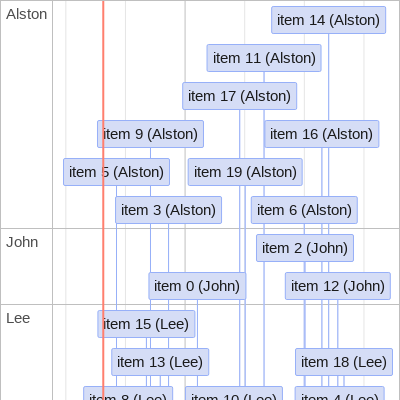 Alston
item 14 (Alston)
item 11 (Alston)
item 17 (Alston)
item 9 (Alston)
item 16 (Alston)
item 5 (Alston)
item 19 (Alston)
item 3 (Alston)
item 6 (Alston)
John
item 2 (John)
item 0 (John)
item 12 (John)
Lee
item 15 (Lee)
item 13 (Lee)
item 18 (Lee)
item 8 (Lee)
item 10 (Lee)
item 4 (Lee)